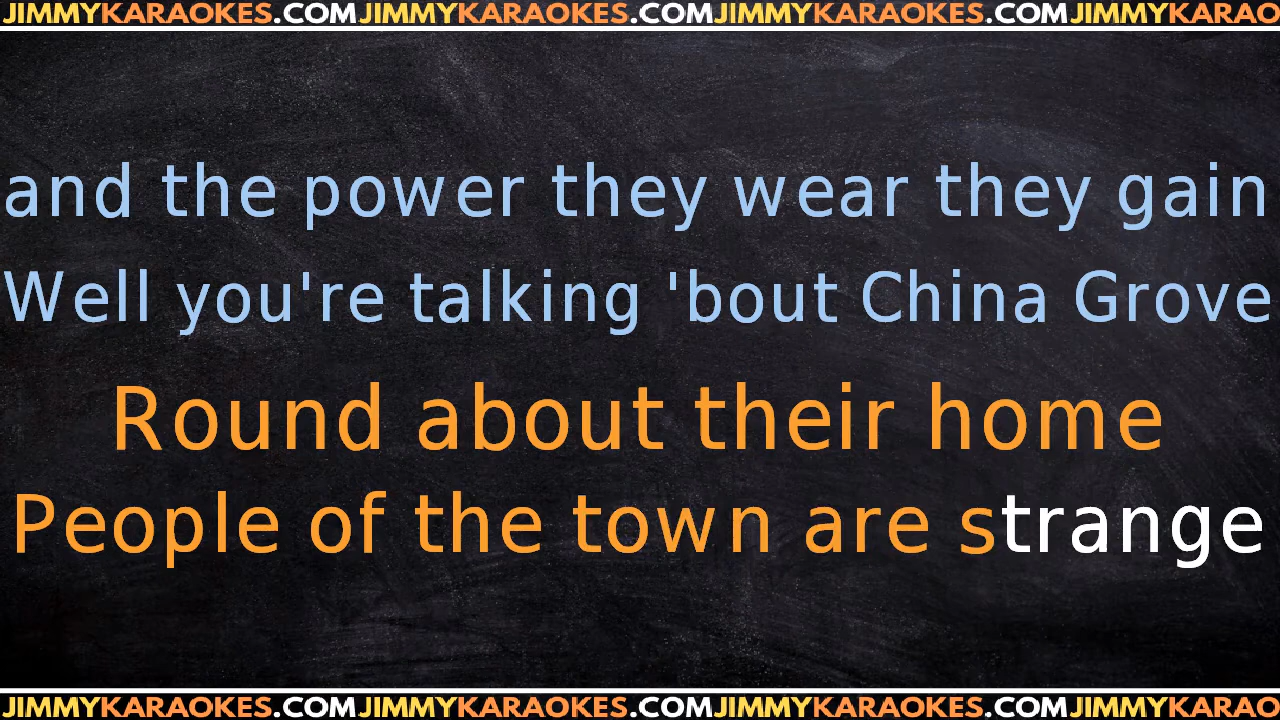 JIMMYKARAOKES.COMJIMMYKARAOKES.COMJIMMYKARAOKES.COMJIMMYKARAO
and the power they wear they gain
Well you're talking 'bout China Grove
Round about their home
People of the town are strange
JIMMYKARAOKES.COMJIMMYKARAOKES.COMJIMMYKARAOKES.COMJIMMYKARAO